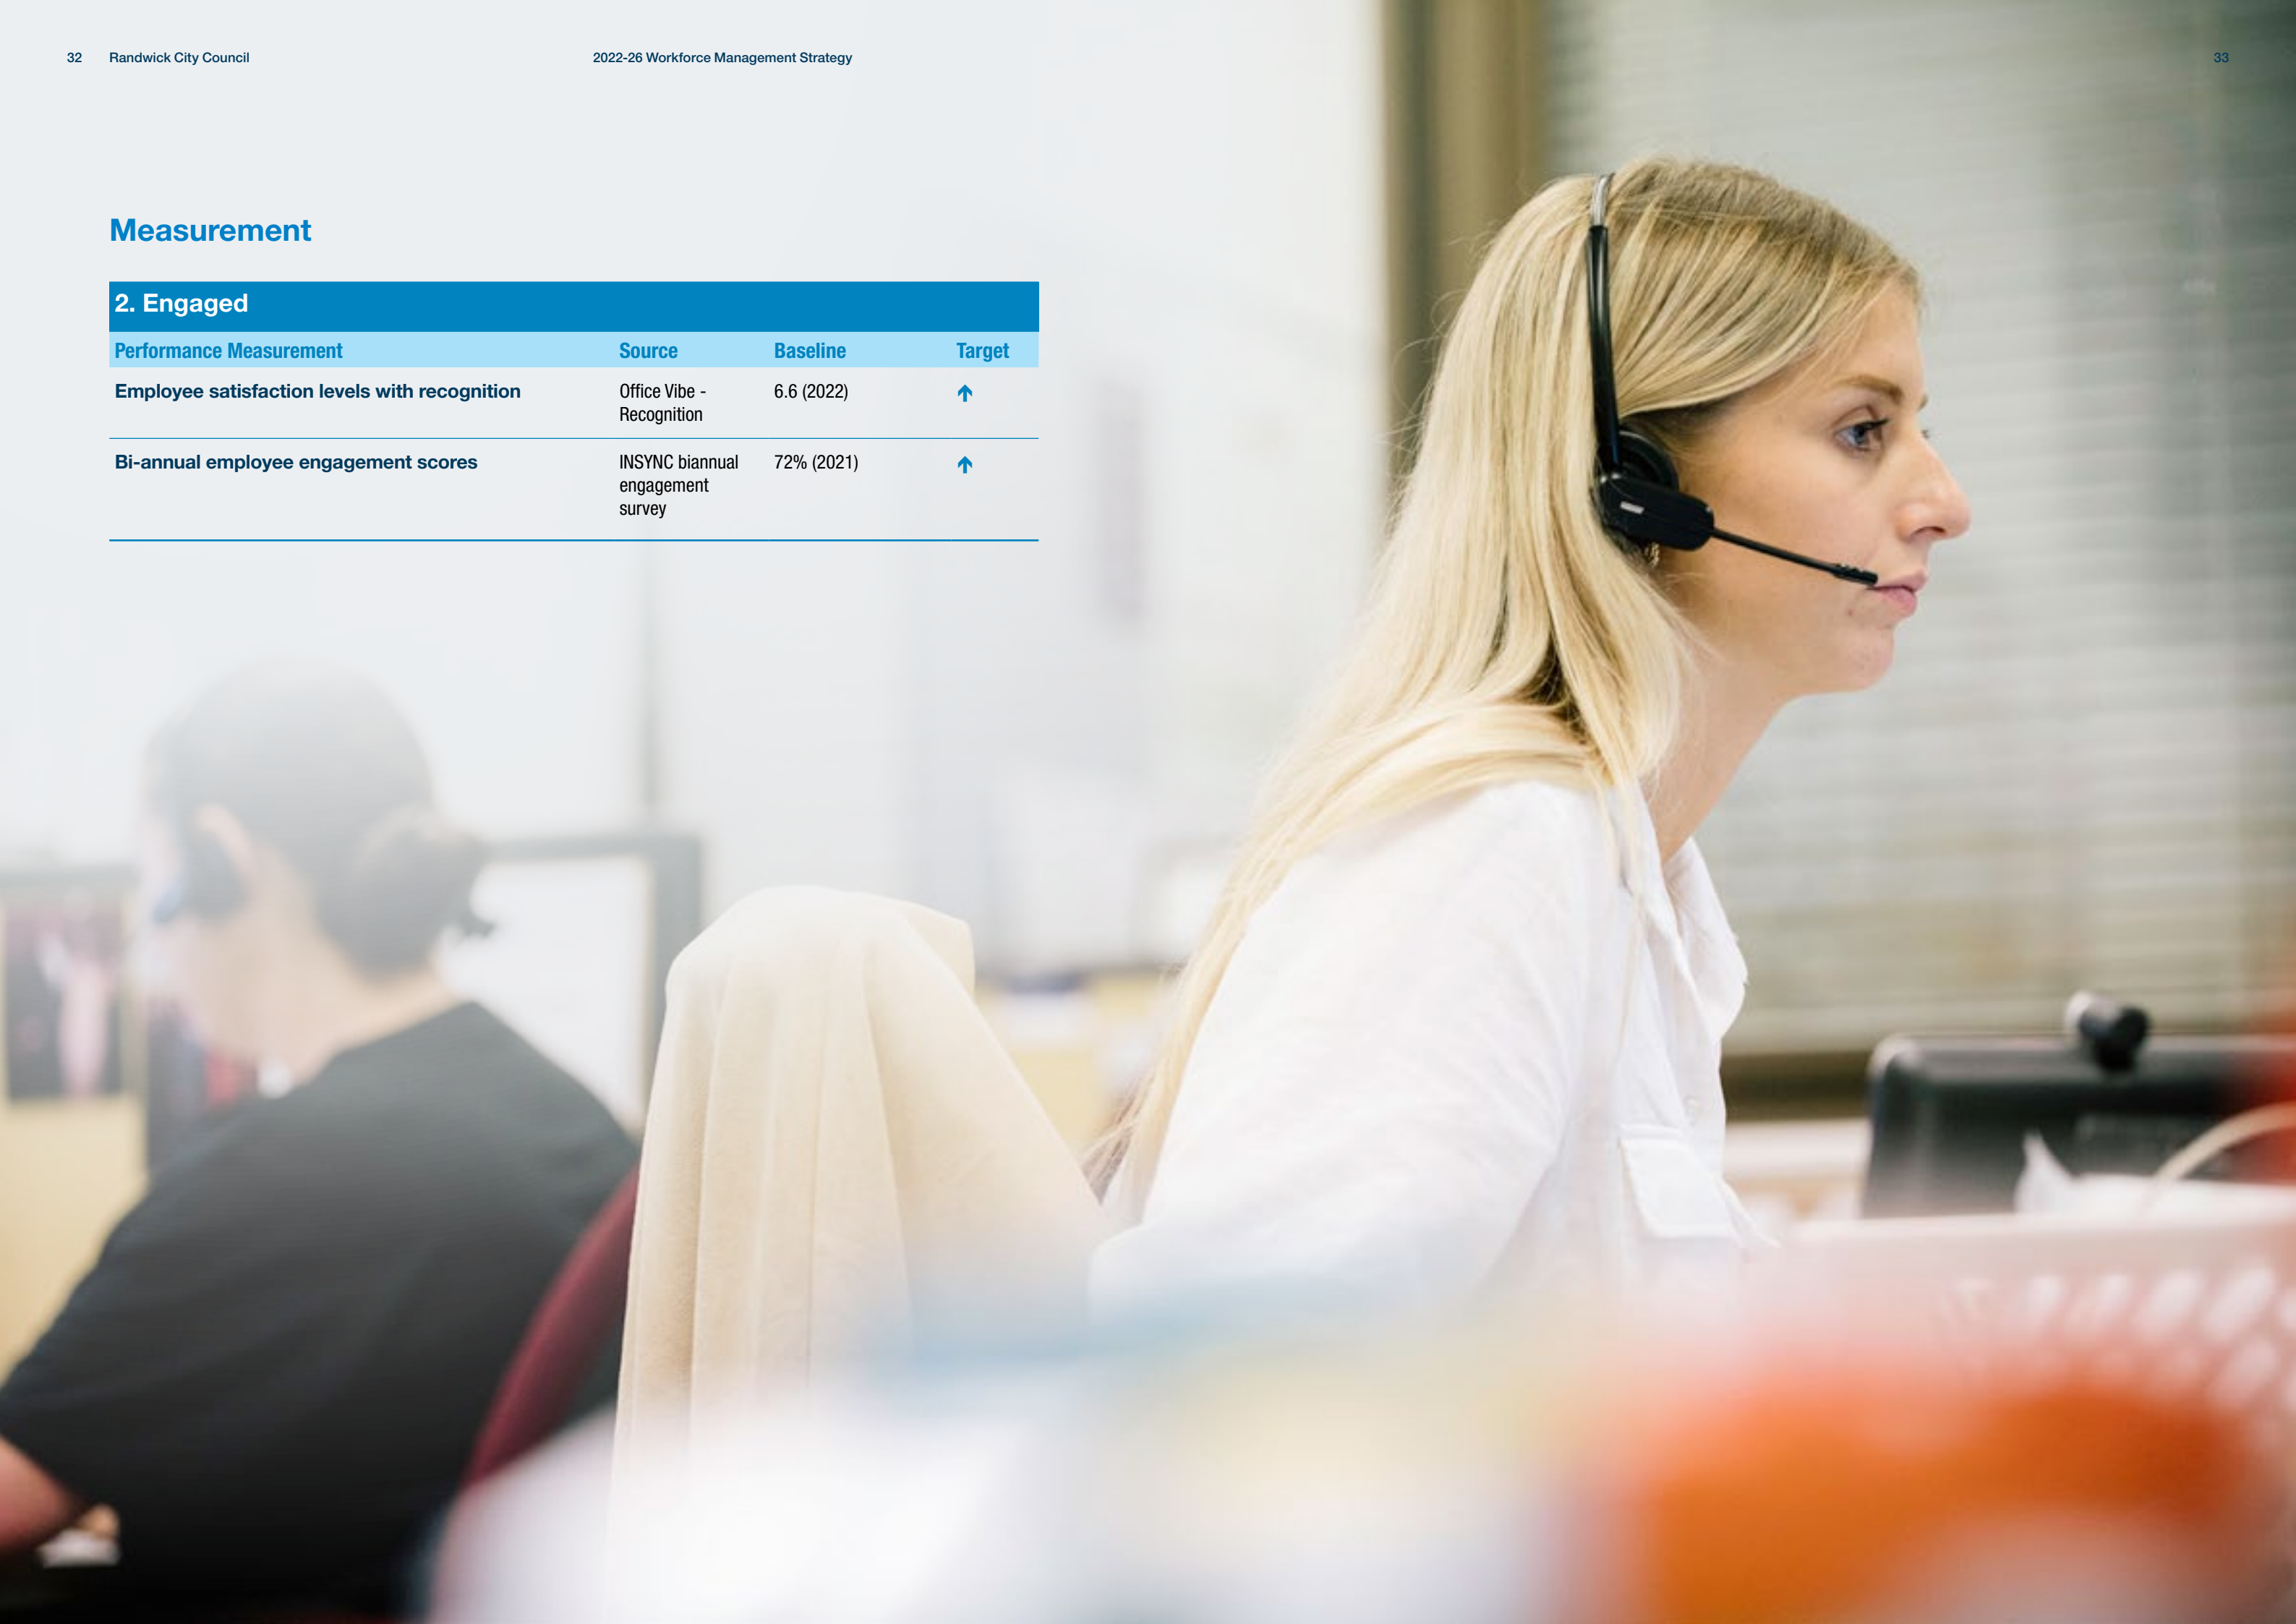 32 Randwick City Council 2022-26 Workforce Management Strategy 33
Measurement
2. Engaged
Performance Measurement Source Baseline Target
Employee satisfaction levels with recognition Office Vibe - 6.6 (2022) ↑
Recognition
Bi-annual employee engagement scores INSYNC biannual 72% (2021) ↑
engagement
survey